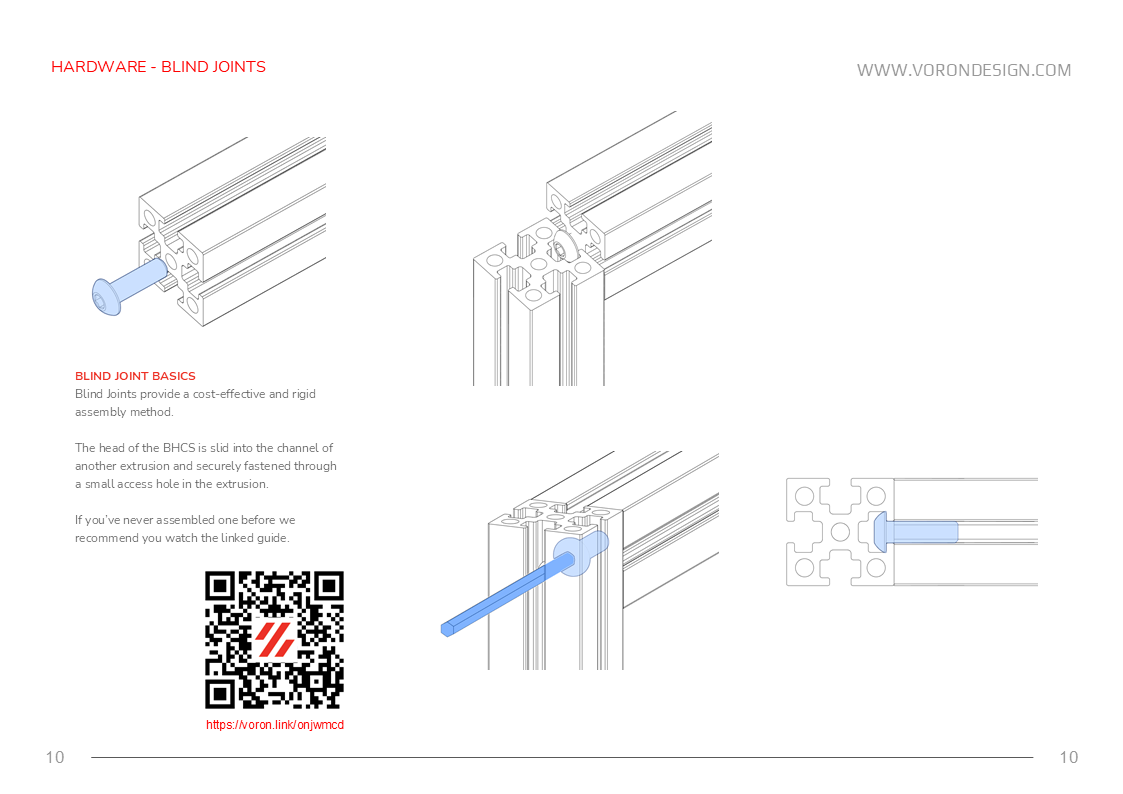 HARDWARE - BLIND JOINTS
WWW.VORONDESIGN.COM
BLIND JOINT BASICS
Blind Joints provide a cost-effective and rigid
assembly method.
The head of the BHCS is slid into the channel of
another extrusion and securely fastened through
a small access hole in the extrusion.
If you’ve never assembled one before we
recommend you watch the linked guide.
https://voron.link/onjwmcd
10
10